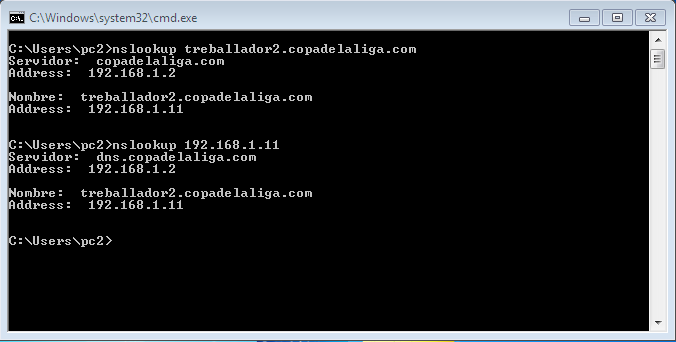 C:\Windows\system32\cmd.exe
C:\Users\pc2>nslookup treballador2.copadelaliga.com
Servidor:  copadelaliga.com
Address:  192.168.1.2
Nombre:  treballador2.copadelaliga.com
Address:  192.168.1.11
C:\Users\pc2>nslookup 192.168.1.11
Servidor:  dns.copadelaliga.com
Address:  192.168.1.2
Nombre:  treballador2.copadelaliga.com
Address:  192.168.1.11
C:\Users\pc2>